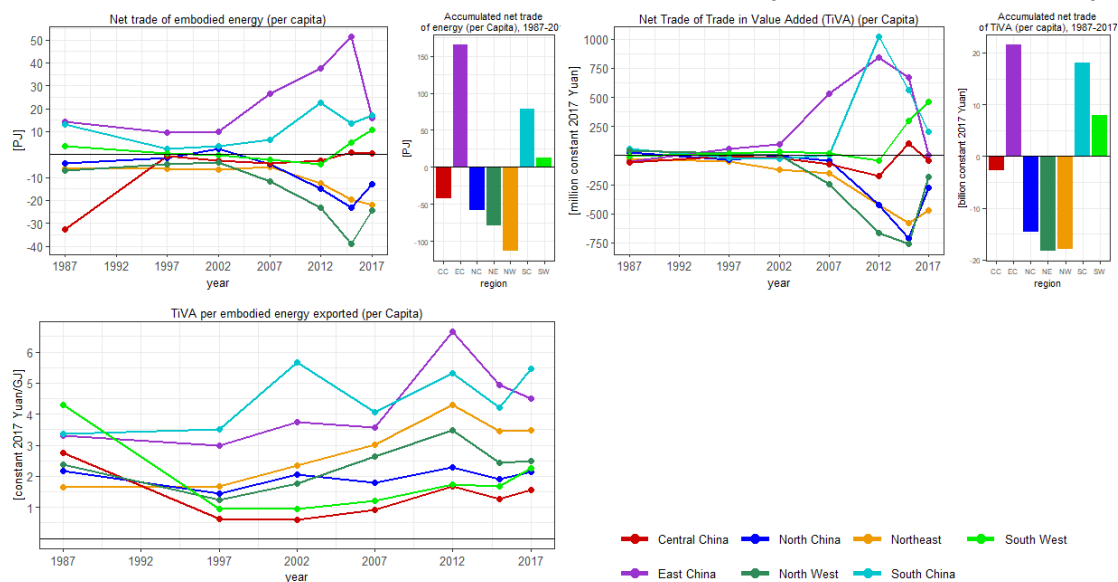 Net trade of embodied energy (per capita)
50
40
30
20
10
0
-10
-20
-30
-40
[PJ]
1987 1992 1997 2002 2007 2012 2017
year
Accumulated net trade
of energy (per Capita), 1987-20
150
100
50
0
-50
-100
[PJ]
CC EC NC NE NW SC SW
region
Net Trade of Trade in Value Added (TiVA) (per Capita)
1000
750
500
250
0
-250
-500
-750
[million constant 2017 Yuan]
1987 1992 1997 2002 2007 2012 2017
year
Accumulated net trade
of TiVA (per capita), 1987-2017
20
10
0
-10
-20
[billion constant 2017 Yuan]
CC EC NC NE NW SC SW
region
TiVA per embodied energy exported (per Capita)
6
5
4
3
2
1
[constant 2017 Yuan/GJ]
1987 1992 1997 2002 2007 2012 2017
year
Central China North China Northeast South West
East China North West South China